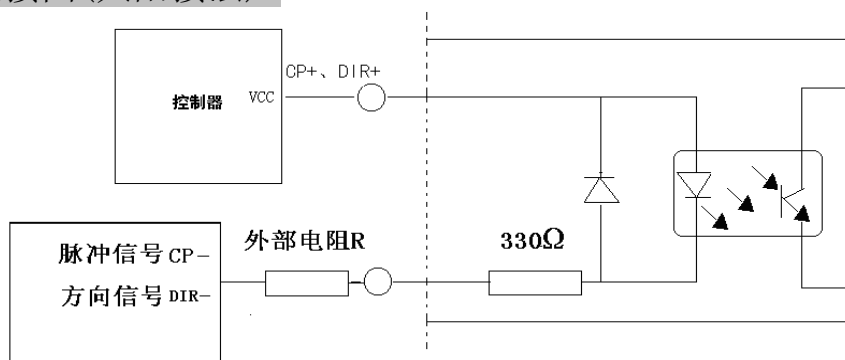 CP+、DIR+
控制器 VCC
脉冲信号CP-
方向信号DIR-
外部电阻R
330Ω